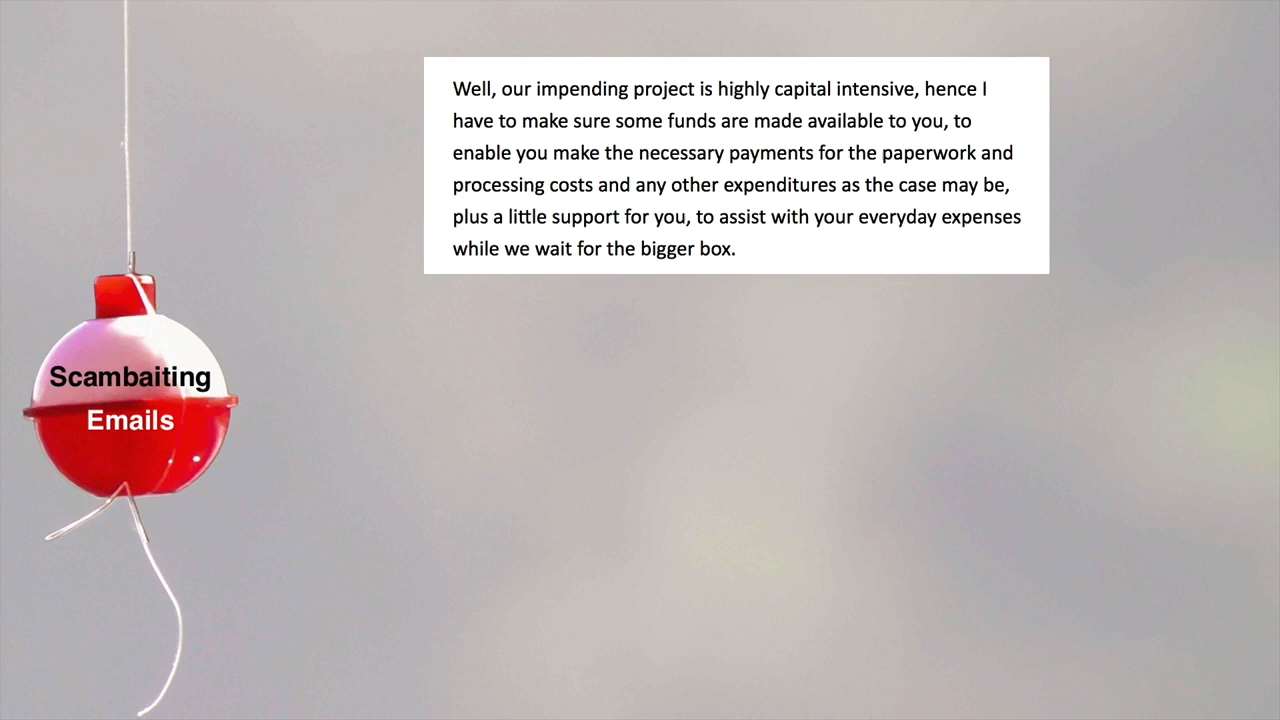 Well, our impending project is highly capital intensive, hence I
have to make sure some funds are made available to you, to
enable you make the necessary payments for the paperwork and
processing costs and any other expenditures as the case may be,
plus a little support for you, to assist with your everyday expenses
while we wait for the bigger box.
Scambaiting
Emails